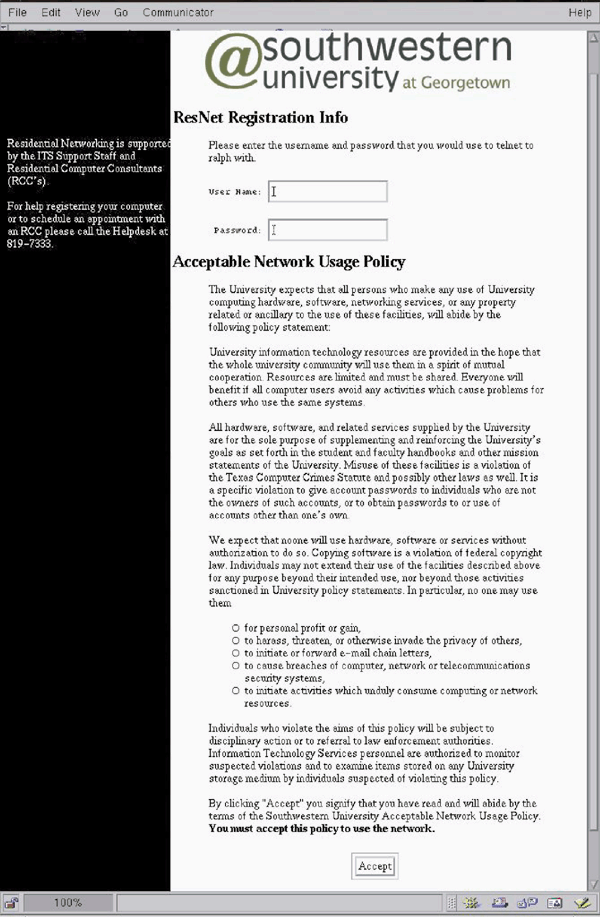 File Edit View Go Communicator Help
@southwestern
university at Georgetown
ResNet Registration Info
Please enter the username and password that you would use to telnet to
ralph with.
Residential Networking is supported
by the ITS Support Staff and
Residential Computer Consultants
(RCC's).
For help registering your computer
or to schedule an appointment with
an RCC please call the Helpdesk at
819-7333.
User Name:
Password:
Acceptable Network Usage Policy
The University expects that all persons who make any use of University
computing hardware, software, networking services, or any property
related or ancillary to the use of these facilities, will abide by the
following policy statement:
University information technology resources are provided in the hope that
the whole university community will use them in a spirit of mutual
cooperation. Resources are limited and must be shared. Everyone will
benefit if all computer users avoid any activities which cause problems for
others who use the same systems.
All hardware, software, and related services supplied by the University
are for the sole purpose of supplementing and reinforcing the University's
goals as set forth in the student and faculty handbooks and other mission
statements of the University. Misuse of these facilities is a violation of
the Texas Computer Crimes Statute and possibly other laws as well. It is
a specific violation to give account passwords to individuals who are not
the owners of such accounts, or to obtain passwords to or use of
accounts other than one's own.
We expect that noone will use hardware, software or services without
authorization to do so. Copying software is a violation of federal copyright
law. Individuals may not extend their use of the facilities described above
for any purpose beyond their intended use, nor beyond those activities
sanctioned in University policy statements. In particular, no one may use
them
for personal profit or gain,
to harass, threaten, or otherwise invade the privacy of others,
to initiate or forward e-mail chain letters,
to cause breaches of computer, network or telecommunications
security systems,
to initiate activities which unduly consume computing or network
resources.
Individuals who violate the aims of this policy will be subject to
disciplinary action or to referral to law enforcement authorities.
Information Technology Services personnel are authorized to monitor
suspected violations and to examine items stored on any University
storage medium by individuals suspected of violating this policy.
By clicking "Accept" you signify that you have read and will abide by the
terms of the Southwestern University Acceptable Network Usage Policy.
You must accept this policy to use the network.
Accept
100%